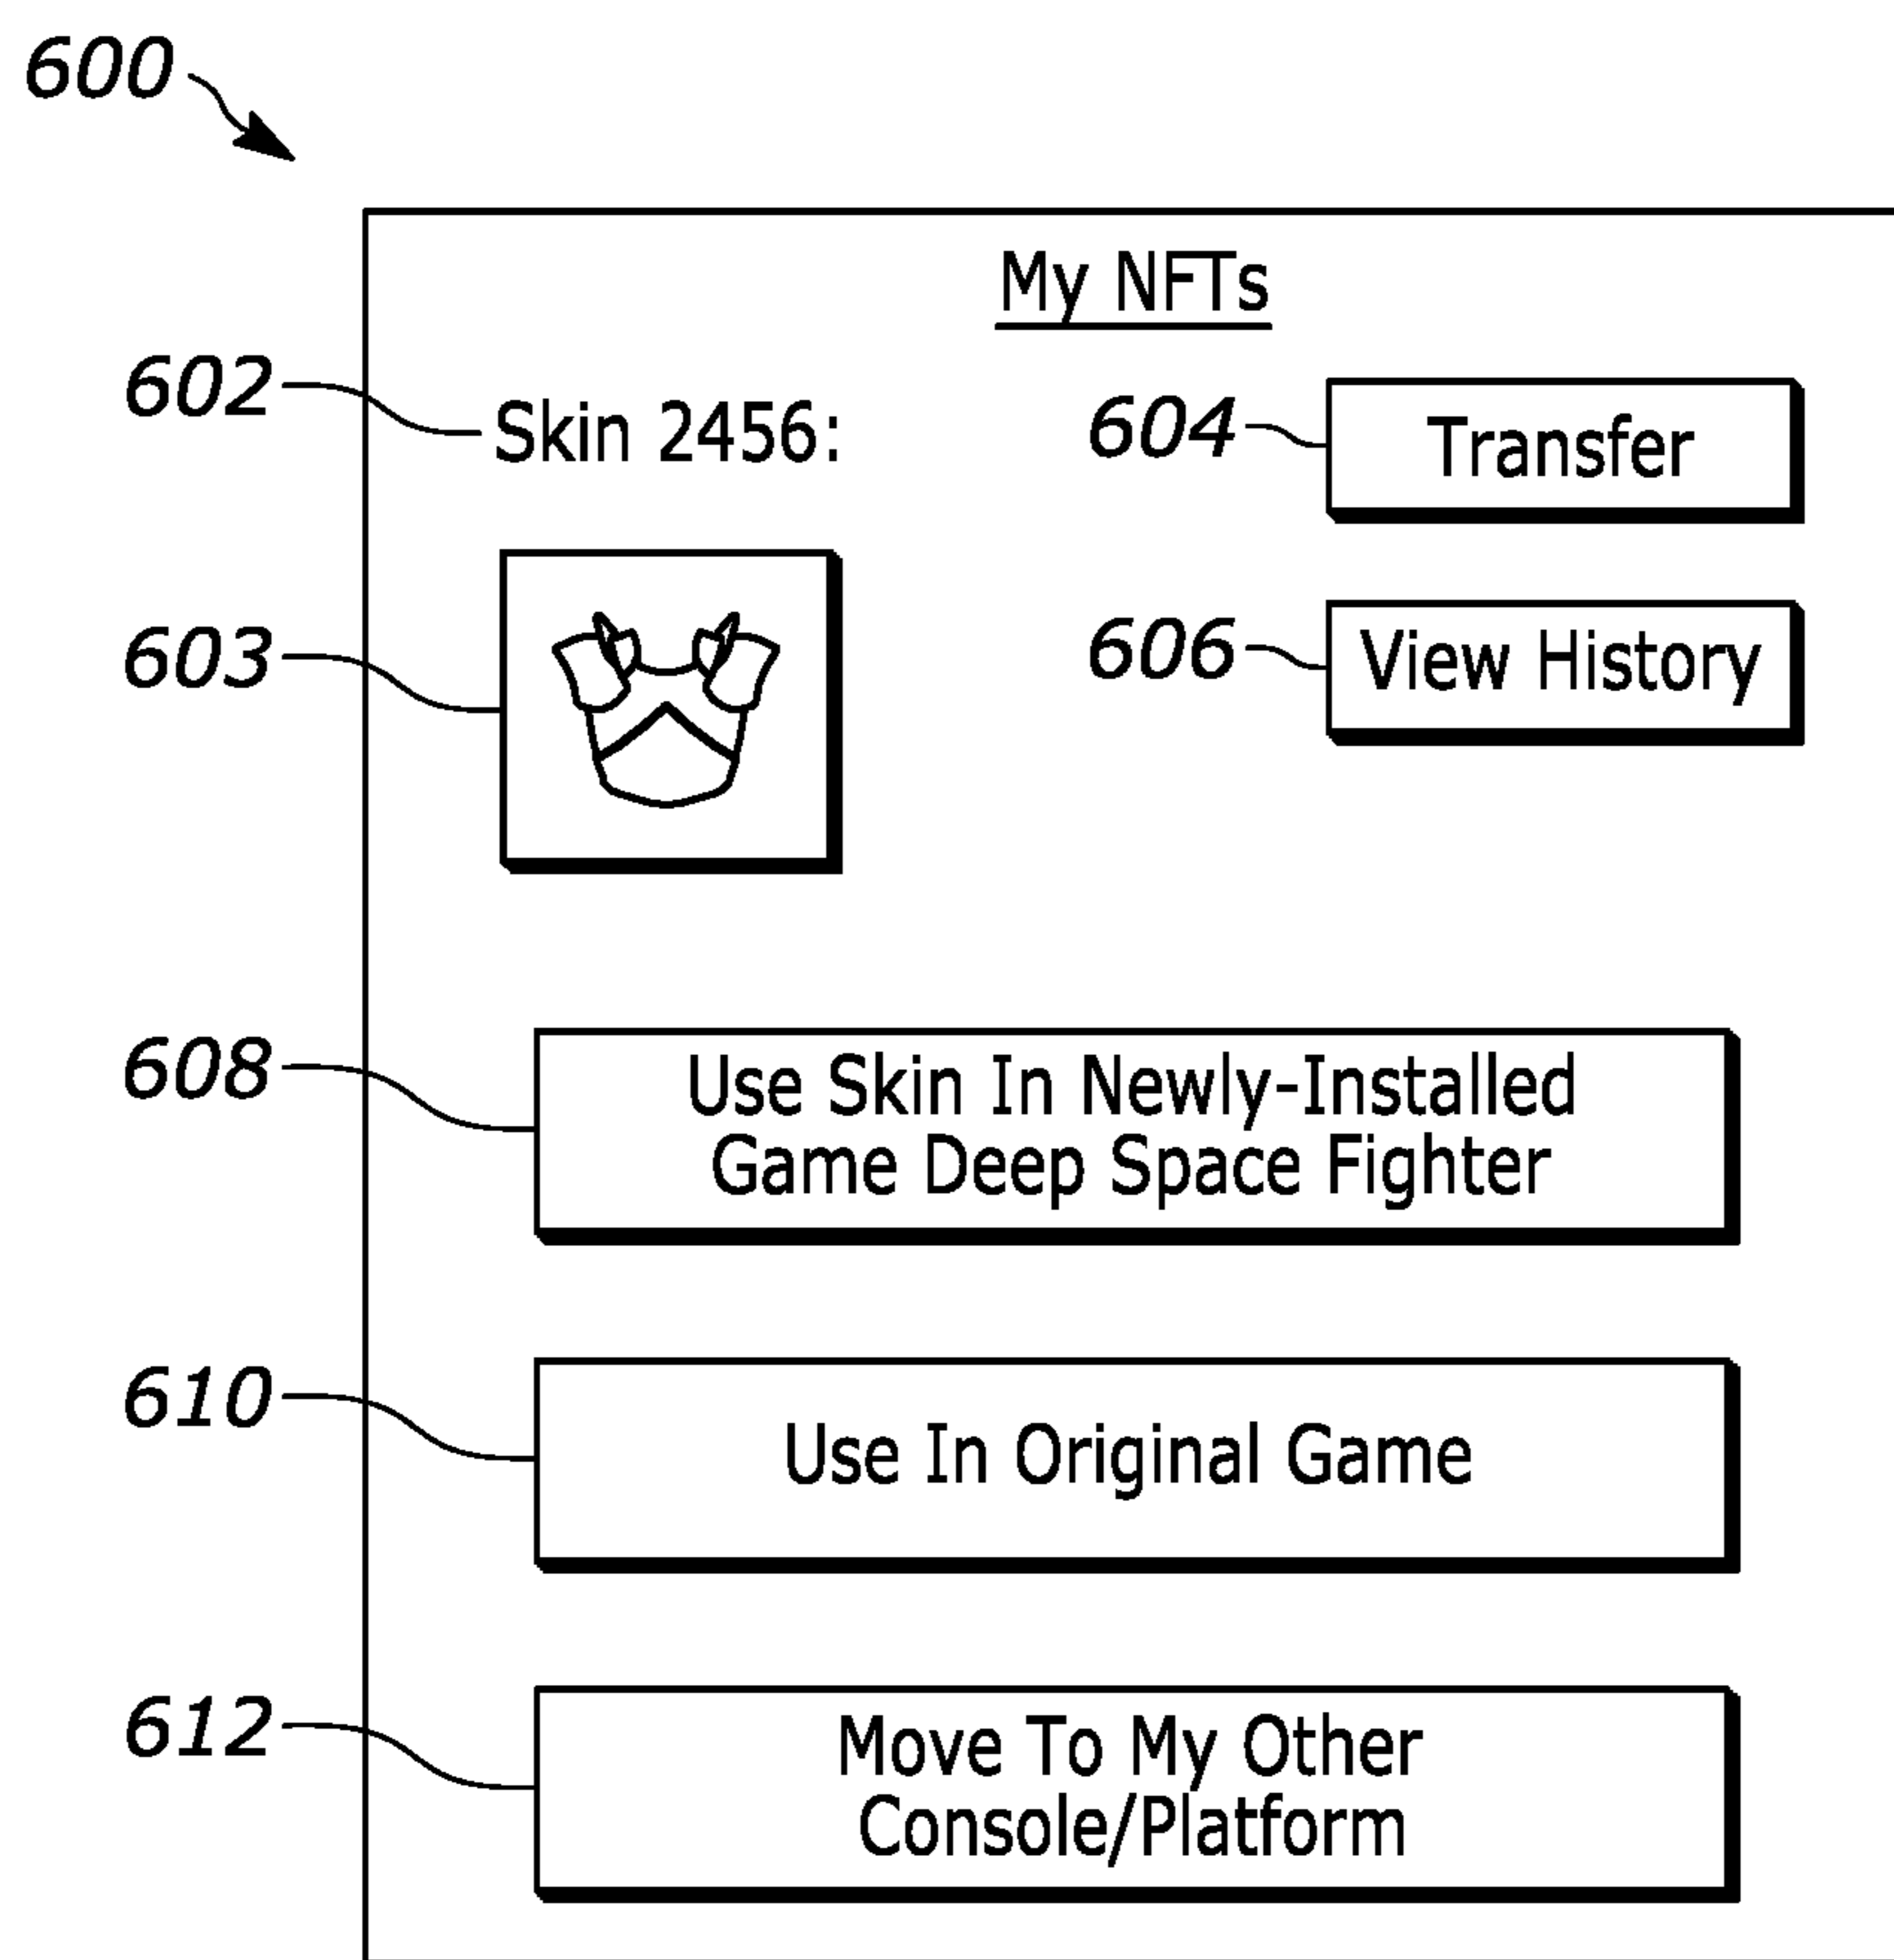 600
My NFTs
602
Skin 2456:
604
Transfer
603
606
View History
608
Use Skin In Newly-Installed
Game Deep Space Fighter
610
Use In Original Game
612
Move To My Other
Console/Platform